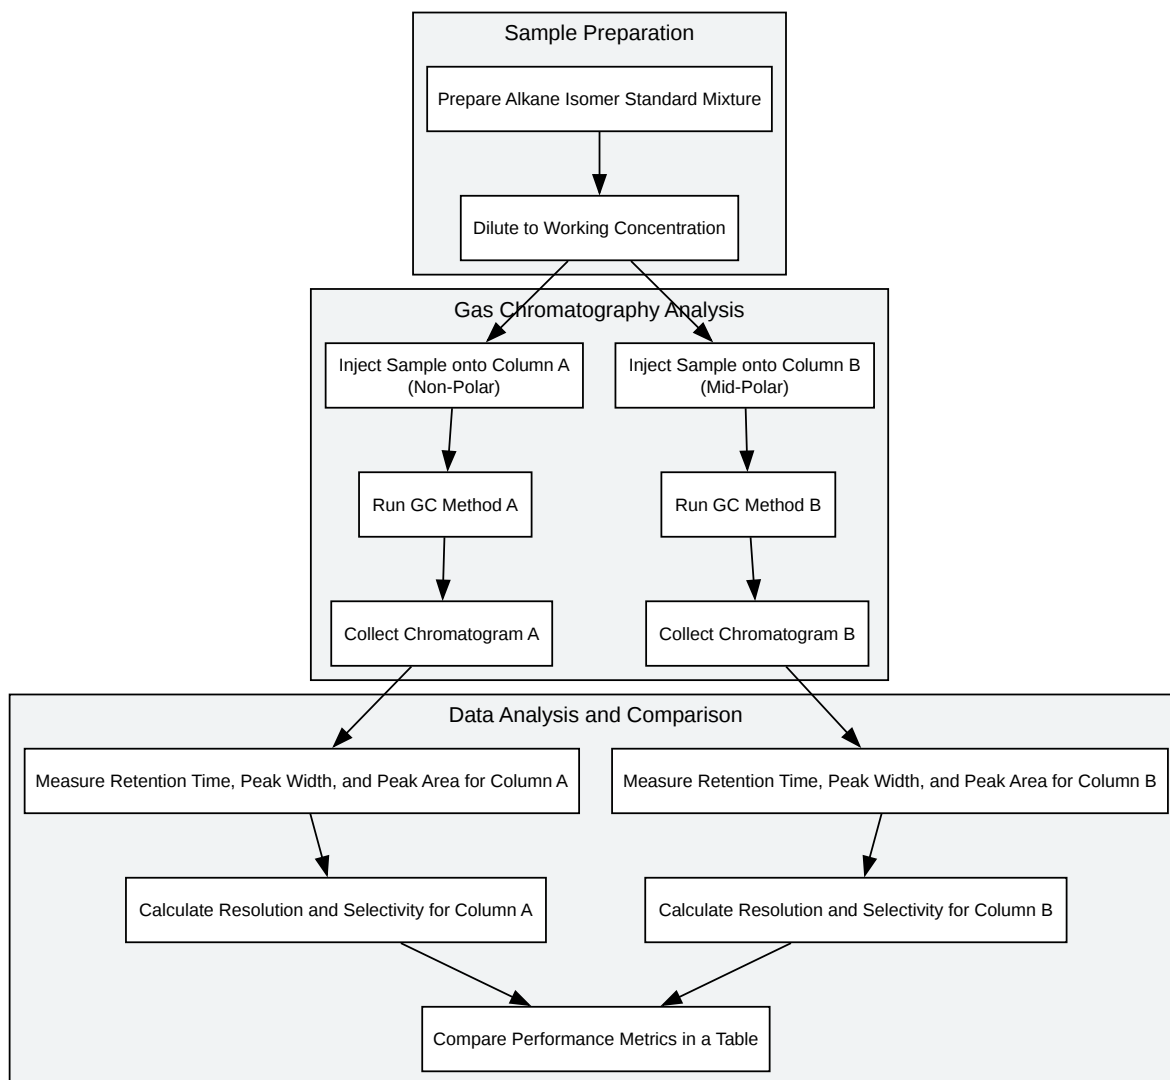 Sample Preparation
Prepare Alkane Isomer Standard Mixture
Dilute to Working Concentration
Gas Chromatography Analysis
Inject Sample onto Column A
(Non-Polar)
Inject Sample onto Column B
(Mid-Polar)
Run GC Method A
Run GC Method B
Collect Chromatogram A
Collect Chromatogram B
Data Analysis and Comparison
Measure Retention Time, Peak Width, and Peak Area for Column A
Measure Retention Time, Peak Width, and Peak Area for Column B
Calculate Resolution and Selectivity for Column A
Calculate Resolution and Selectivity for Column B
Compare Performance Metrics in a Table